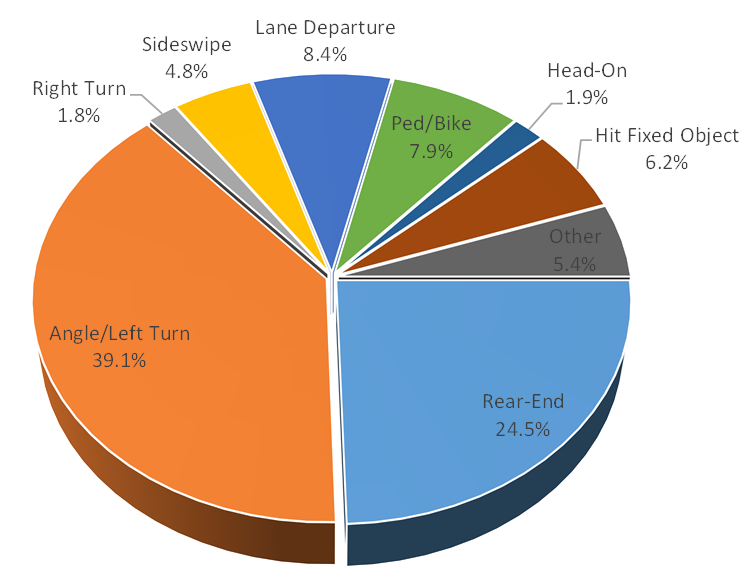 Lane Departure
8.4%
Sideswipe
4.8%
Right Turn
1.8%
Head-On
1.9%
Ped/Bike
7.9%
Hit Fixed Object
6.2%
Other
5.4%
Angle/Left Turn
39.1%
Rear-End
24.5%